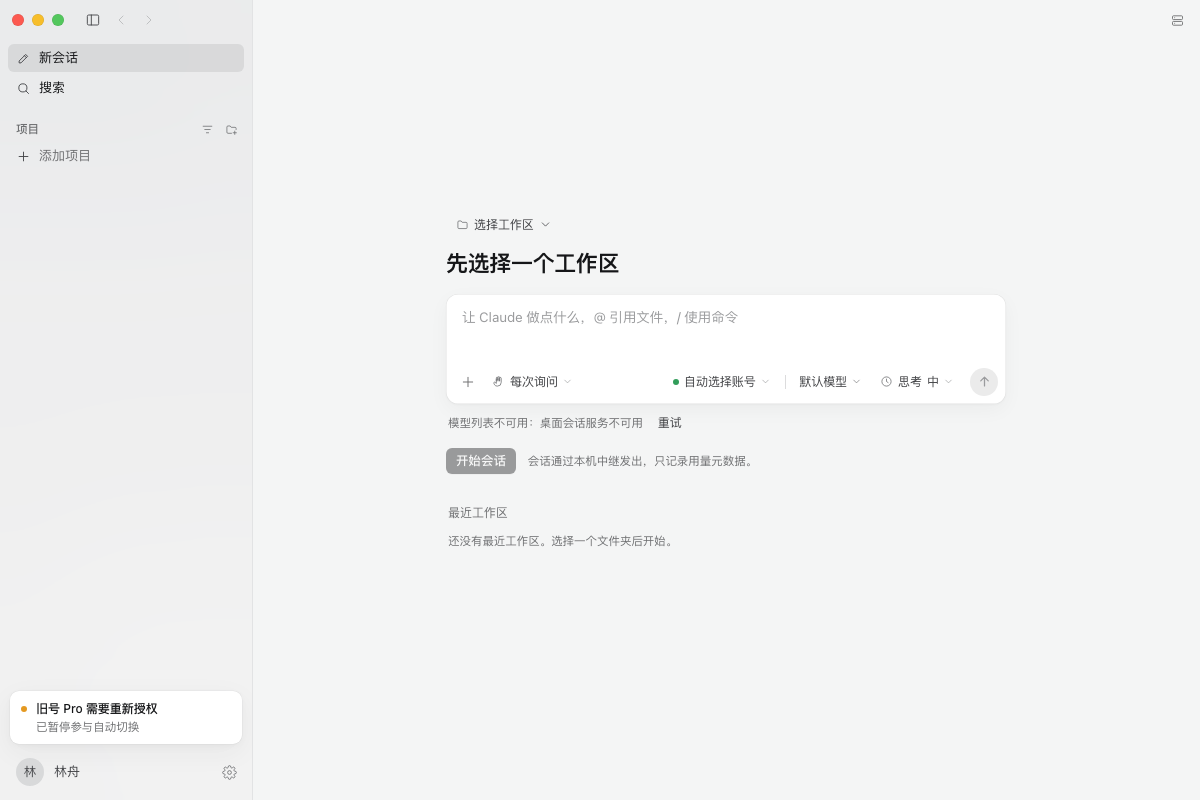 新会话
搜索
项目
添加项目
选择工作区
先选择一个工作区
让 Claude 做点什么，@ 引用文件，/ 使用命令
每次询问
自动选择账号
默认模型
思考 中
模型列表不可用：桌面会话服务不可用 重试
开始会话
会话通过本机中继发出，只记录用量元数据。
最近工作区
还没有最近工作区。选择一个文件夹后开始。
旧号 Pro 需要重新授权
已暂停参与自动切换
林 林舟